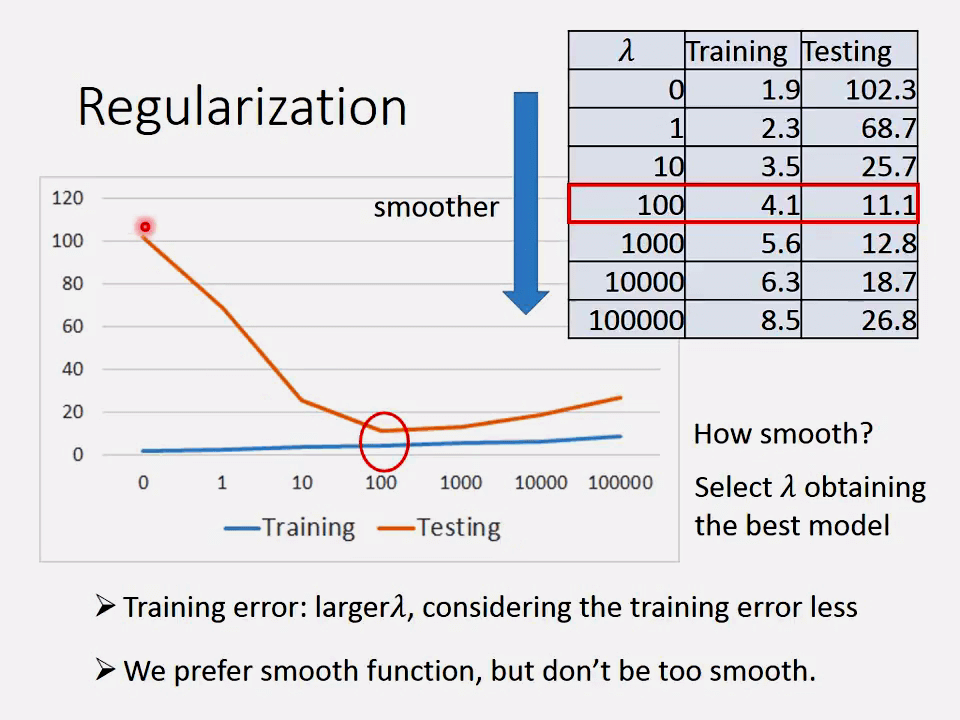 Regularization
λ Training Testing
0 1.9 102.3
1 2.3 68.7
10 3.5 25.7
100 4.1 11.1
1000 5.6 12.8
10000 6.3 18.7
100000 8.5 26.8
smoother
120
100
80
60
40
20
0
0 1 10 100 1000 10000 100000
Training Testing
How smooth?
Select λ obtaining
the best model
➢ Training error: largerλ, considering the training error less
➢ We prefer smooth function, but don’t be too smooth.